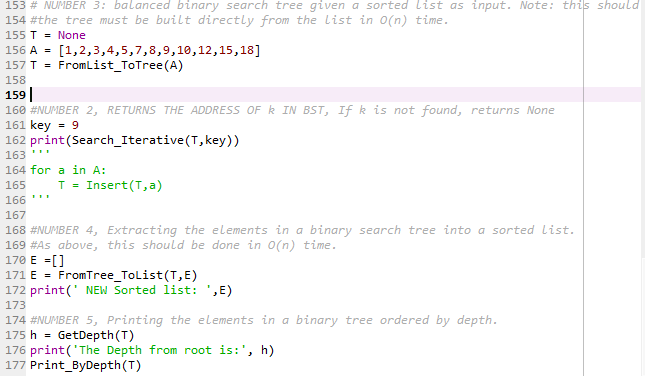 153 # NUMBER 3: balanced binary search tree given a sorted list as input. Note: this should
154 #the tree must be built directly from the list in O(n) time.
155 T = None
156 A = [1,2,3,4,5,7,8,9,10,12,15,18]
157 T = FromList_ToTree(A)
158
159
160 #NUMBER 2, RETURNS THE ADDRESS OF k IN BST, If k is not found, returns None
161 key = 9
162 print(Search_Iterative(T,key))
163 '''
164 for a in A:
165     T = Insert(T,a)
166 '''
167
168 #NUMBER 4, Extracting the elements in a binary search tree into a sorted list.
169 #As above, this should be done in O(n) time.
170 E =[]
171 E = FromTree_ToList(T,E)
172 print(' NEW Sorted list: ',E)
173
174 #NUMBER 5, Printing the elements in a binary tree ordered by depth.
175 h = GetDepth(T)
176 print('The Depth from root is:', h)
177 Print_ByDepth(T)